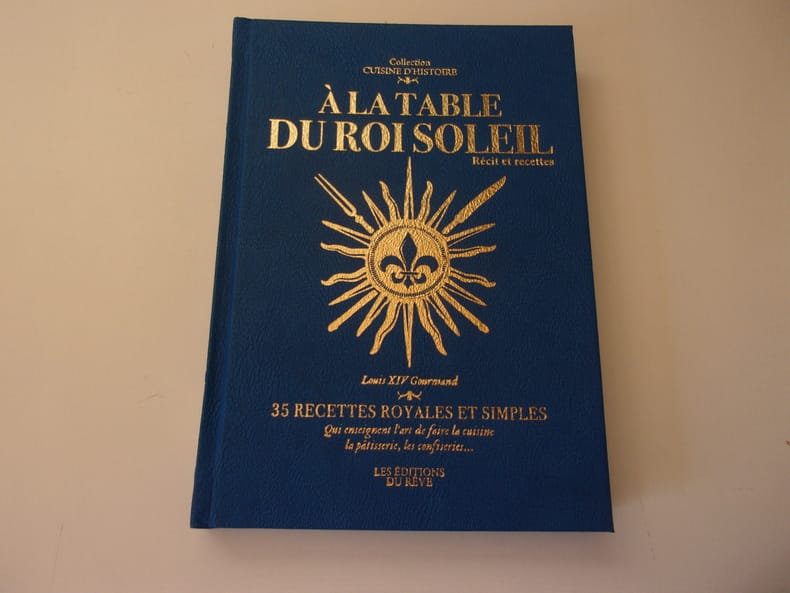 Collection
CUISINE D'HISTOIRE
À LA TABLE
DU ROI SOLEIL
Récit et recettes
Louis XIV Gourmand
35 RECETTES ROYALES ET SIMPLES
Qui enseignent l'art de faire la cuisine
la pâtisserie, les confiseries...
LES ÉDITIONS
DU RÊVE